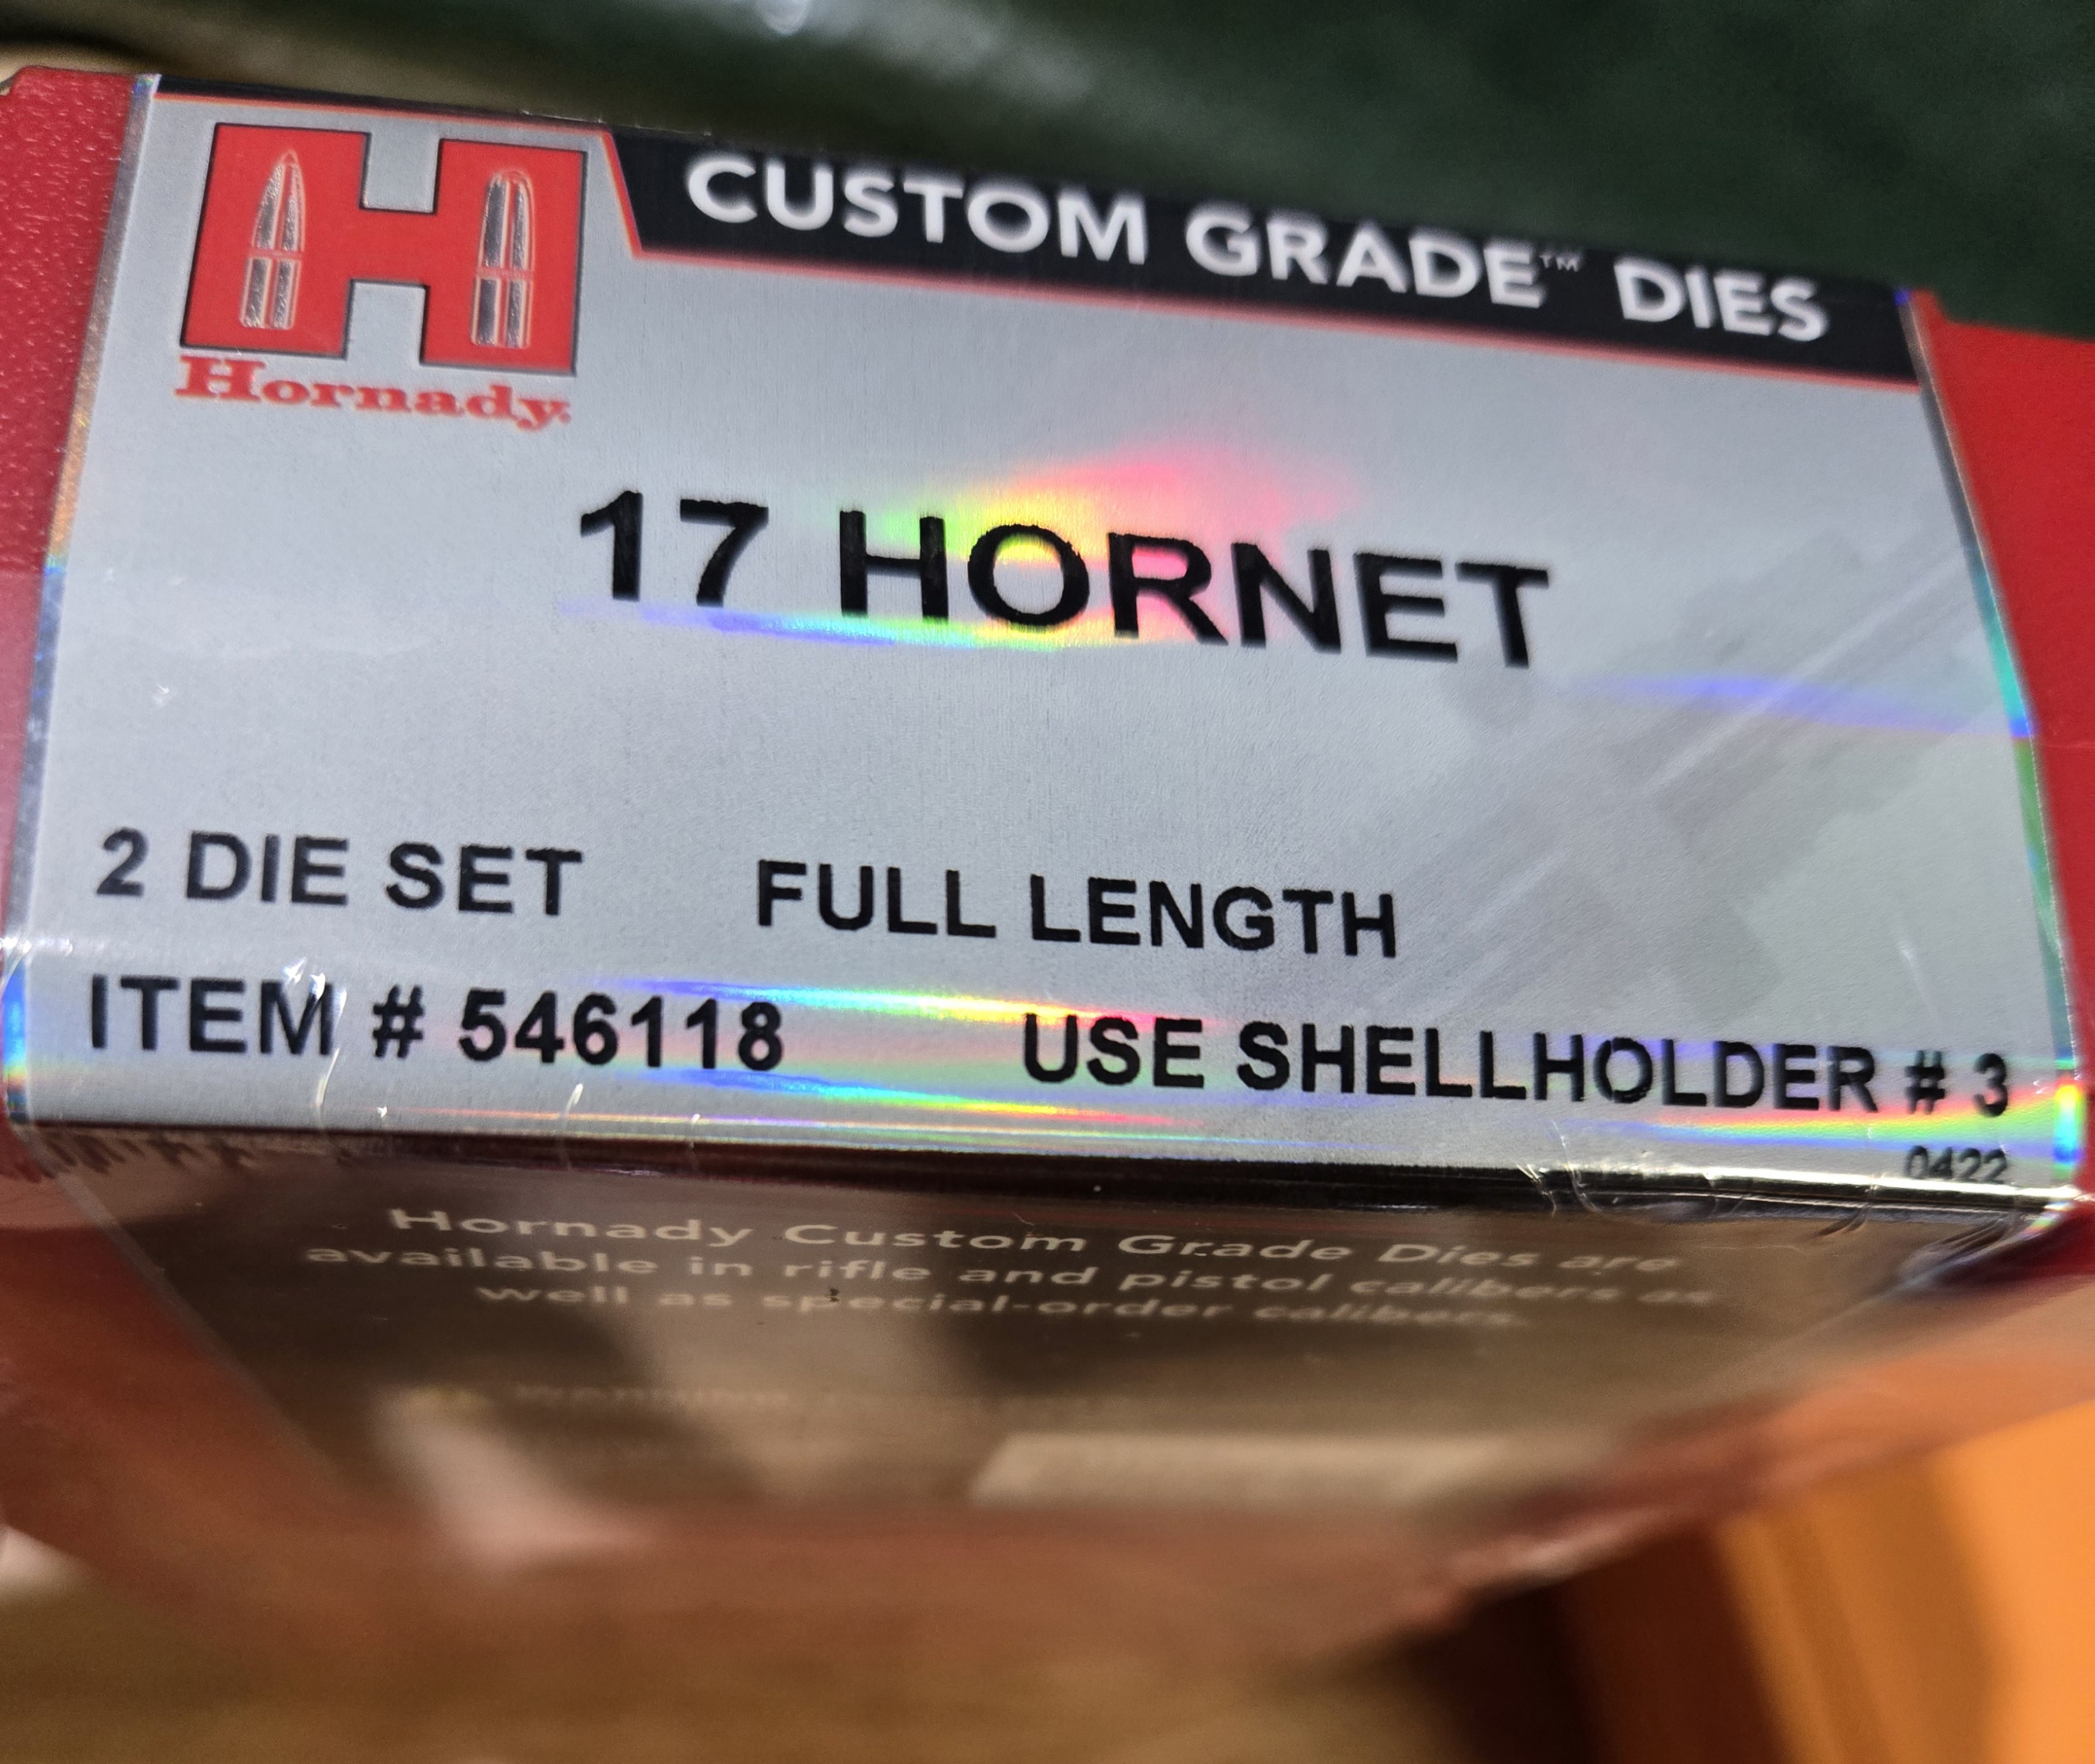 CUSTOM GRADE™ DIES
Hornady
17 HORNET
2 DIE SET FULL LENGTH
ITEM # 546118 USE SHELLHOLDER # 3
0422
Hornady Custom Grade Dies are
available in rifle and pistol calibers as
well as special-order calibers.
WARNING